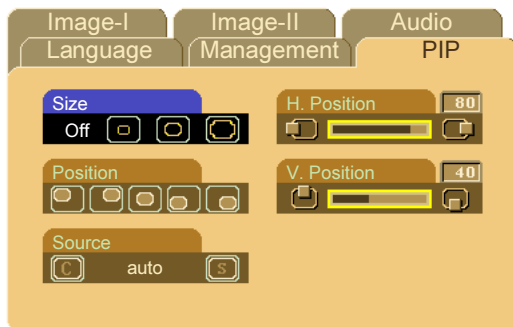 Image-I Image-II Audio
Language Management PIP
Size
Off
H. Position 80
Position
V. Position 40
Source
C auto S